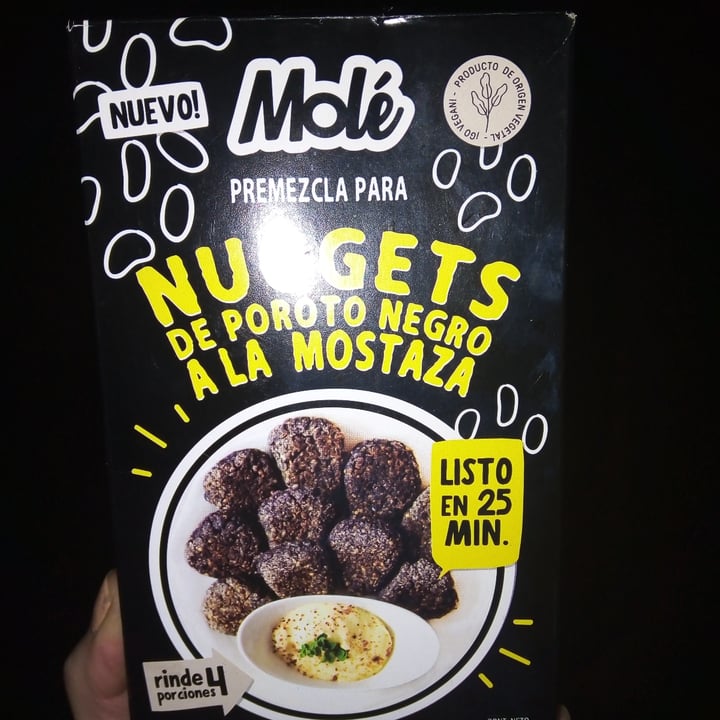 NUEVO!
Molé
PRODUCTO DE ORIGEN VEGETAL - ¡GO VEGAN! -
PREMEZCLA PARA
NUGGETS
DE POROTO NEGRO
A LA MOSTAZA
LISTO
EN 25
MIN.
rinde 4
porciones